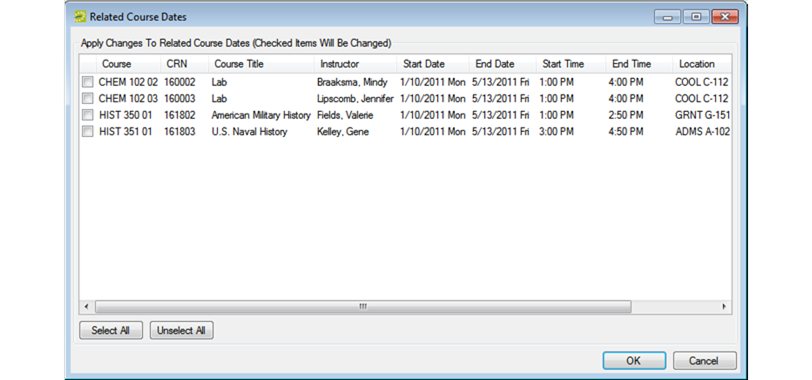 Related Course Dates
Apply Changes To Related Course Dates (Checked Items Will Be Changed)
Course CRN Course Title Instructor Start Date End Date Start Time End Time Location
CHEM 102 02 160002 Lab Braaksma, Mindy 1/10/2011 Mon 5/13/2011 Fri 1:00 PM 4:00 PM COOL C-112
CHEM 102 03 160003 Lab Lipscomb, Jennifer 1/10/2011 Mon 5/13/2011 Fri 1:00 PM 4:00 PM COOL C-112
HIST 350 01 161802 American Military History Fields, Valerie 1/10/2011 Mon 5/13/2011 Fri 1:00 PM 2:50 PM GRNT G-151
HIST 351 01 161803 U.S. Naval History Kelley, Gene 1/10/2011 Mon 5/13/2011 Fri 3:00 PM 4:50 PM ADMS A-102
Select All Unselect All
OK Cancel